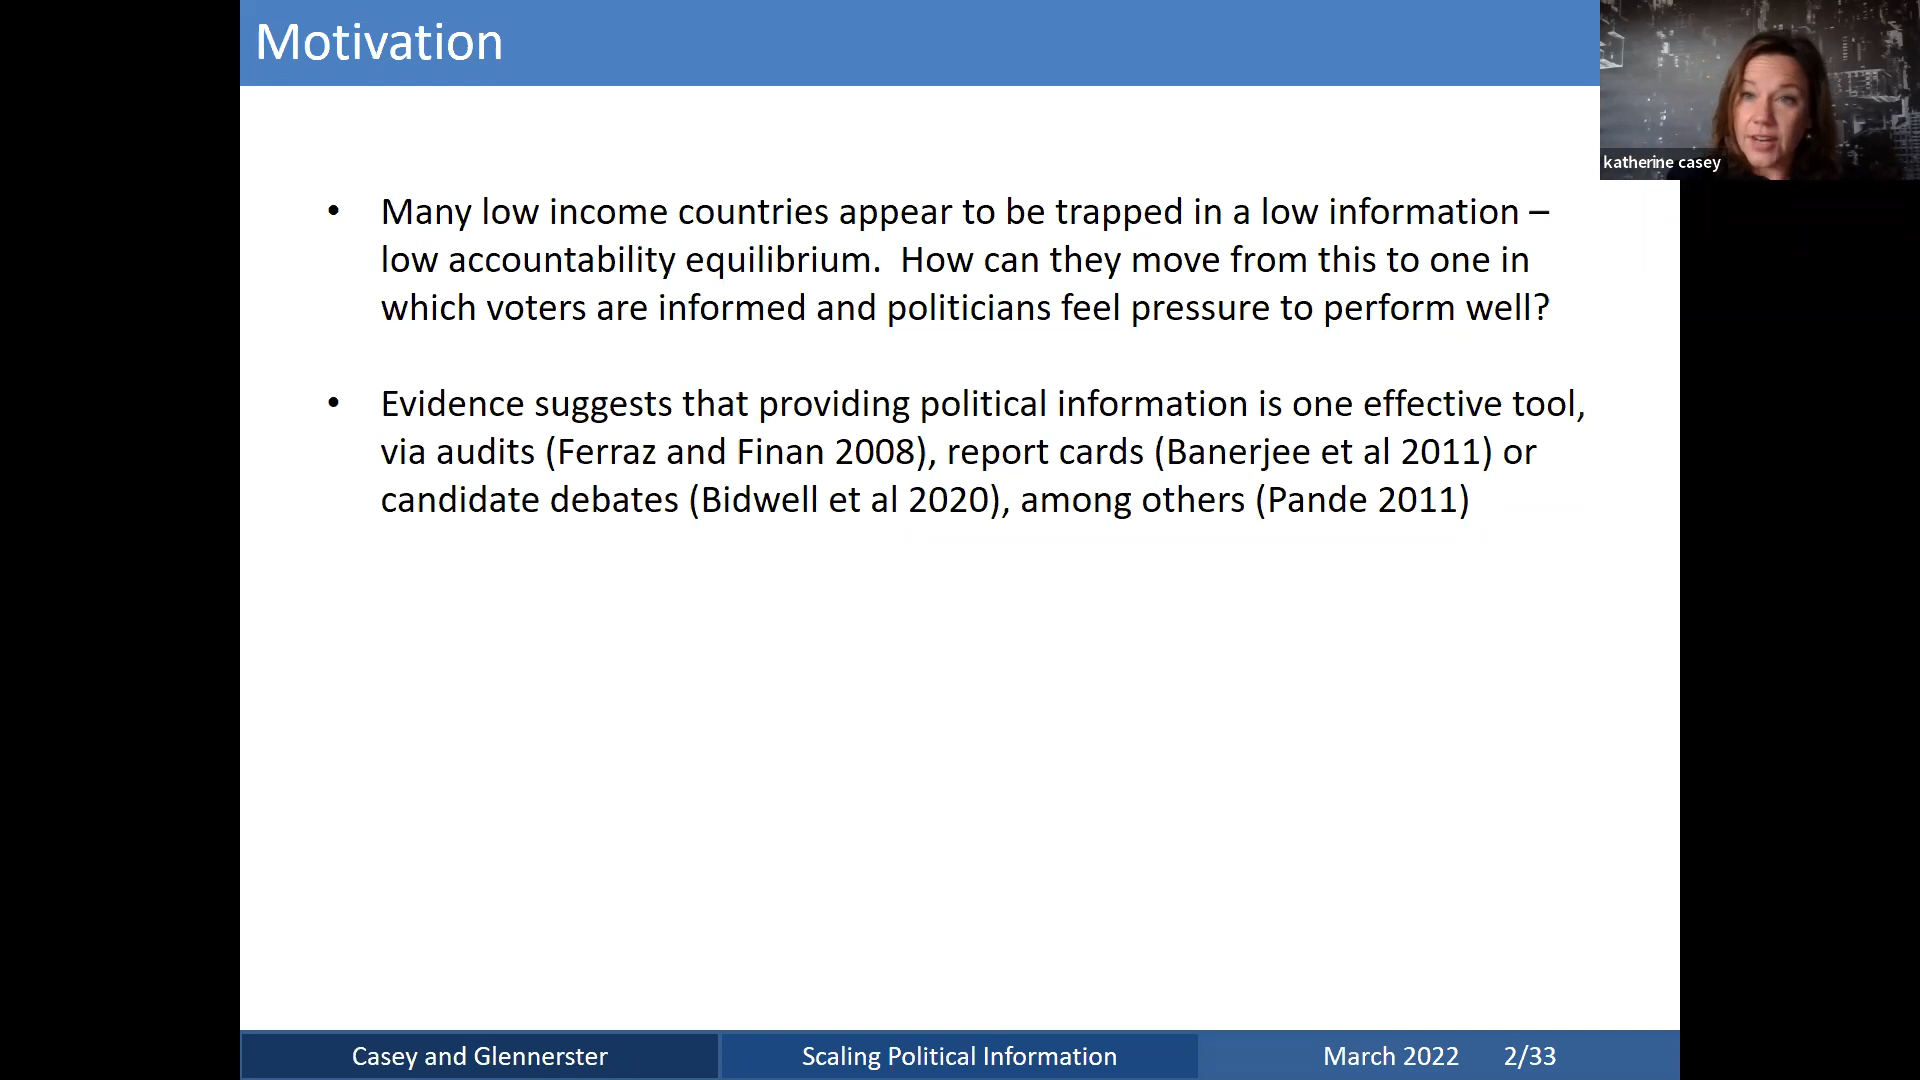 Motivation
katherine casey
• Many low income countries appear to be trapped in a low information –
low accountability equilibrium.  How can they move from this to one in
which voters are informed and politicians feel pressure to perform well?
• Evidence suggests that providing political information is one effective tool,
via audits (Ferraz and Finan 2008), report cards (Banerjee et al 2011) or
candidate debates (Bidwell et al 2020), among others (Pande 2011)
Casey and Glennerster
Scaling Political Information
March 2022 2/33